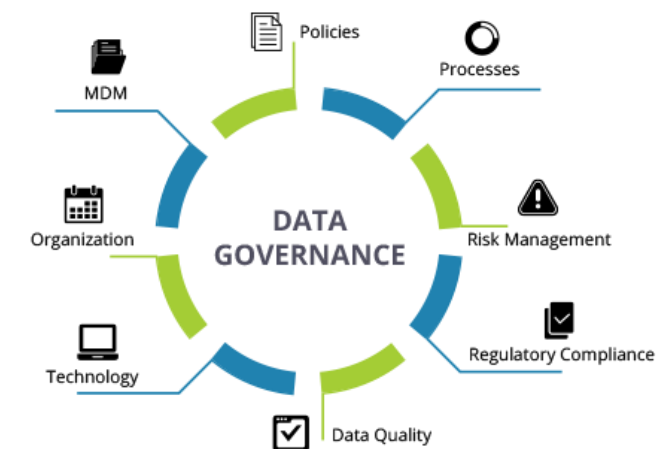 Policies
Processes
MDM
DATA
GOVERNANCE
Organization
Risk Management
Technology
Regulatory Compliance
Data Quality